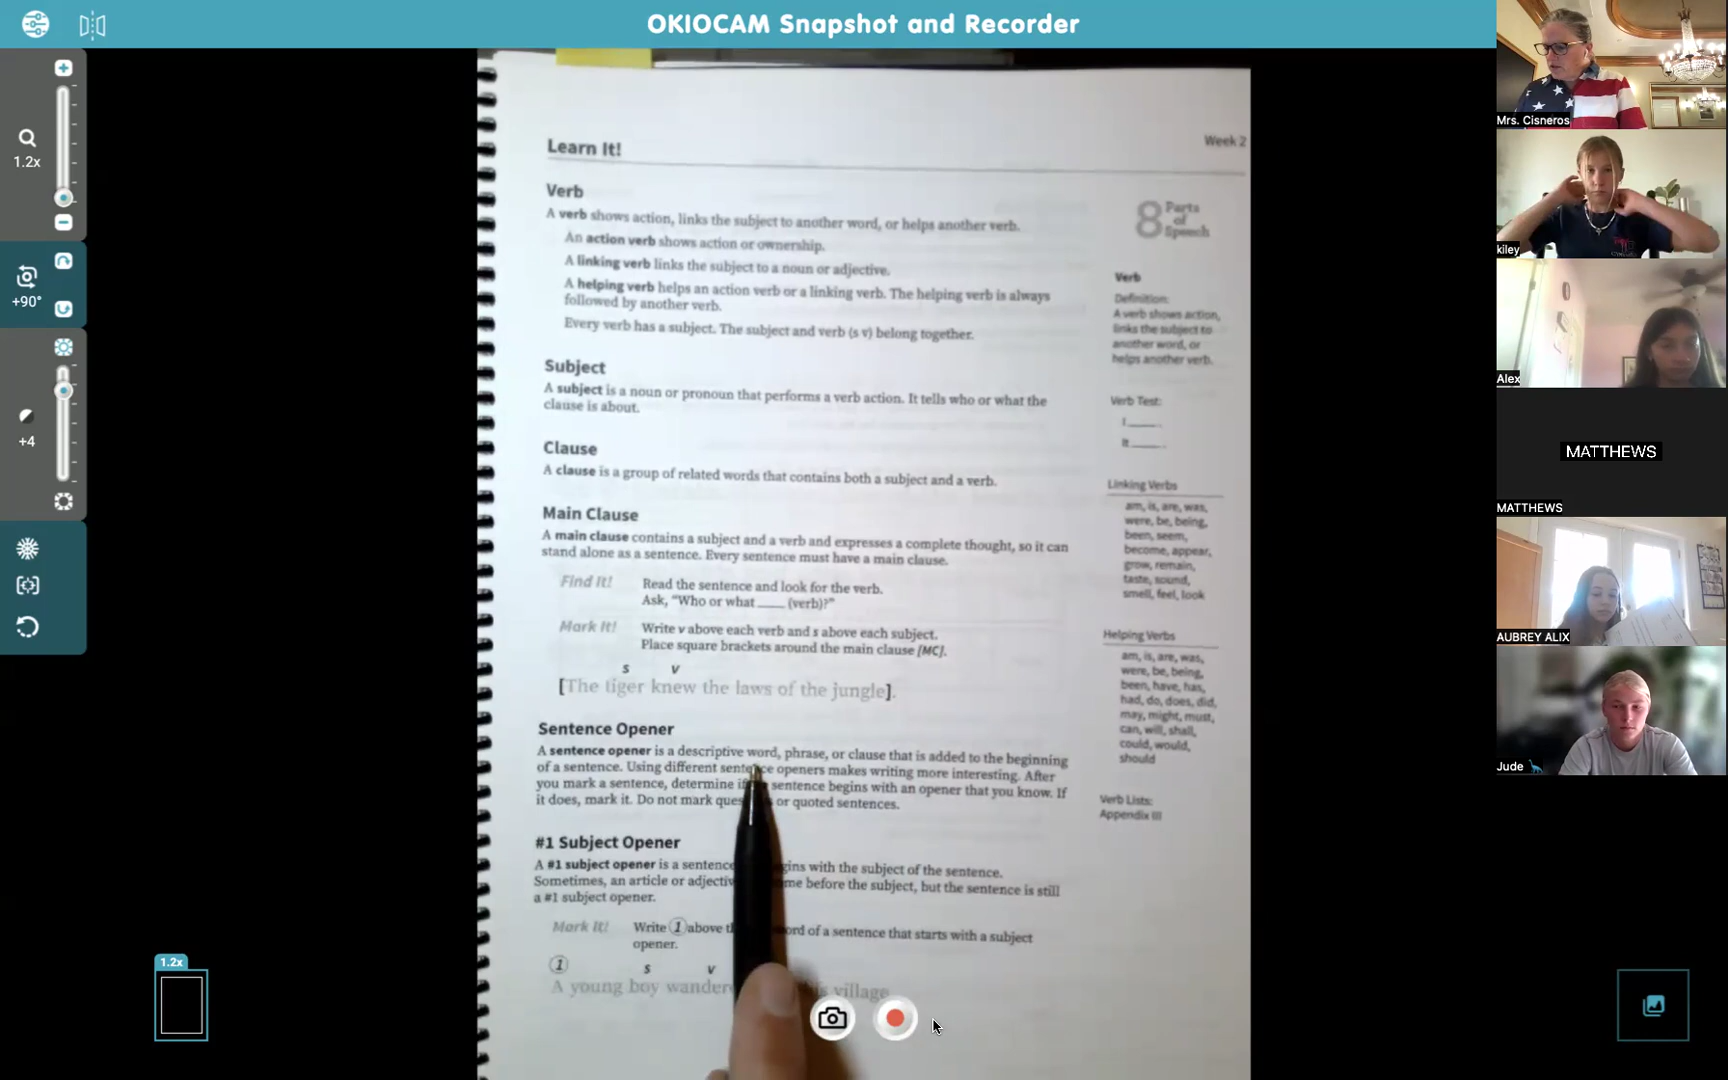 OKIOCAM Snapshot and Recorder
1.2x
+90°
+4
1.2x
Learn It!
Week 2
Verb
A verb shows action, links the subject to another word, or helps another verb.
An action verb shows action or ownership.
A linking verb links the subject to a noun or adjective.
A helping verb helps an action verb or a linking verb. The helping verb is always
followed by another verb.
Every verb has a subject. The subject and verb (s v) belong together.
Subject
A subject is a noun or pronoun that performs a verb action. It tells who or what the
clause is about.
Clause
A clause is a group of related words that contains both a subject and a verb.
Main Clause
A main clause contains a subject and a verb and expresses a complete thought, so it can
stand alone as a sentence. Every sentence must have a main clause.
Find It! Read the sentence and look for the verb.
Ask, "Who or what ____ (verb)?"
Mark It! Write v above each verb and s above each subject.
Place square brackets around the main clause [MC].
s v
[The tiger knew the laws of the jungle].
Sentence Opener
A sentence opener is a descriptive word, phrase, or clause that is added to the beginning
of a sentence. Using different sentence openers makes writing more interesting. After
you mark a sentence, determine if sentence begins with an opener that you know. If
it does, mark it. Do not mark or quoted sentences.
#1 Subject Opener
A #1 subject opener is a sentence with the subject of the sentence.
Sometimes, an article or before the subject, but the sentence is still
a #1 subject opener.
Mark It! Write 1 above of a sentence that starts with a subject
opener.
1 s v
A young boy village
8 Parts
of
Speech
Verb
Definition:
A verb shows action,
links the subject to
another word, or
helps another verb.
Verb Test:
I ____.
It ____.
Linking Verbs
am, is, are, was,
were, be, being,
been, seem,
become, appear,
grow, remain,
taste, sound,
smell, feel, look
Helping Verbs
am, is, are, was,
were, be, being,
been, have, has,
had, do, does, did,
may, might, must,
can, will, shall,
could, would,
should
Verb Lists:
Appendix III
Mrs. Cisneros
kiley
Alex
MATTHEWS
MATTHEWS
AUBREY ALIX
Jude